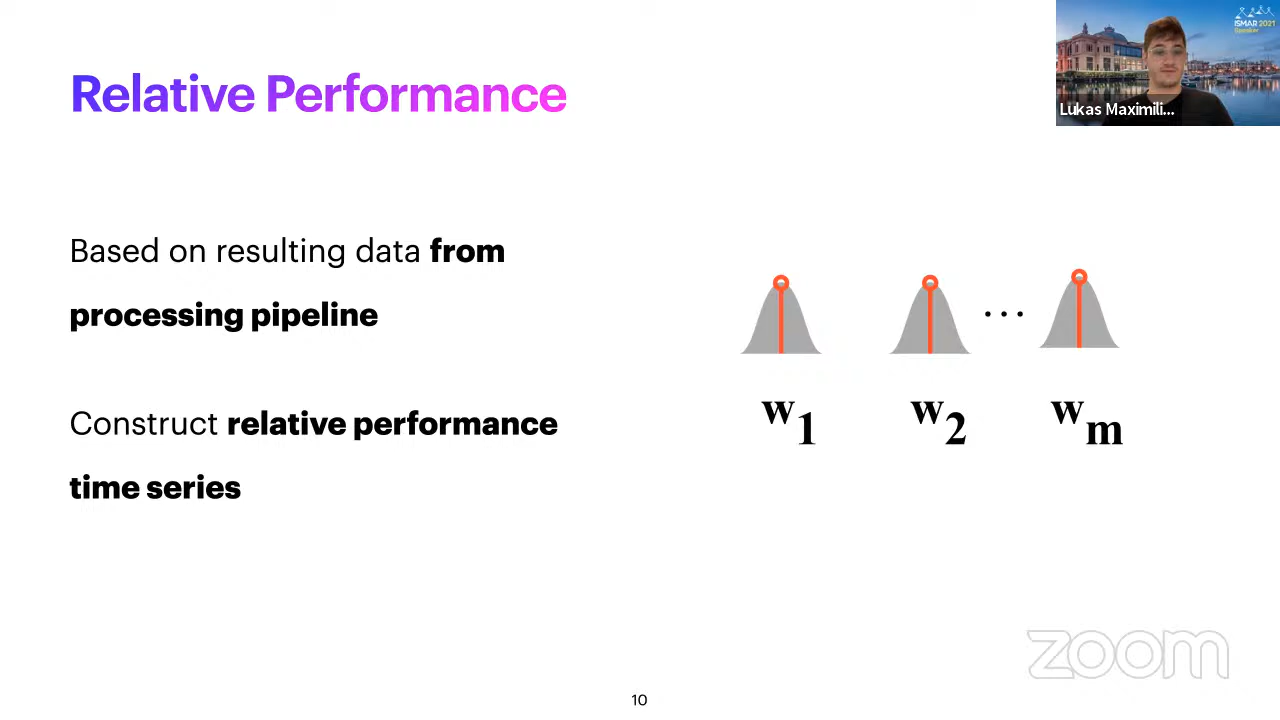 Relative Performance
ISMAR 2021
Speaker
Lukas Maximili...
Based on resulting data from
processing pipeline
Construct relative performance
time series
...
w1 w2 wm
zoom
10